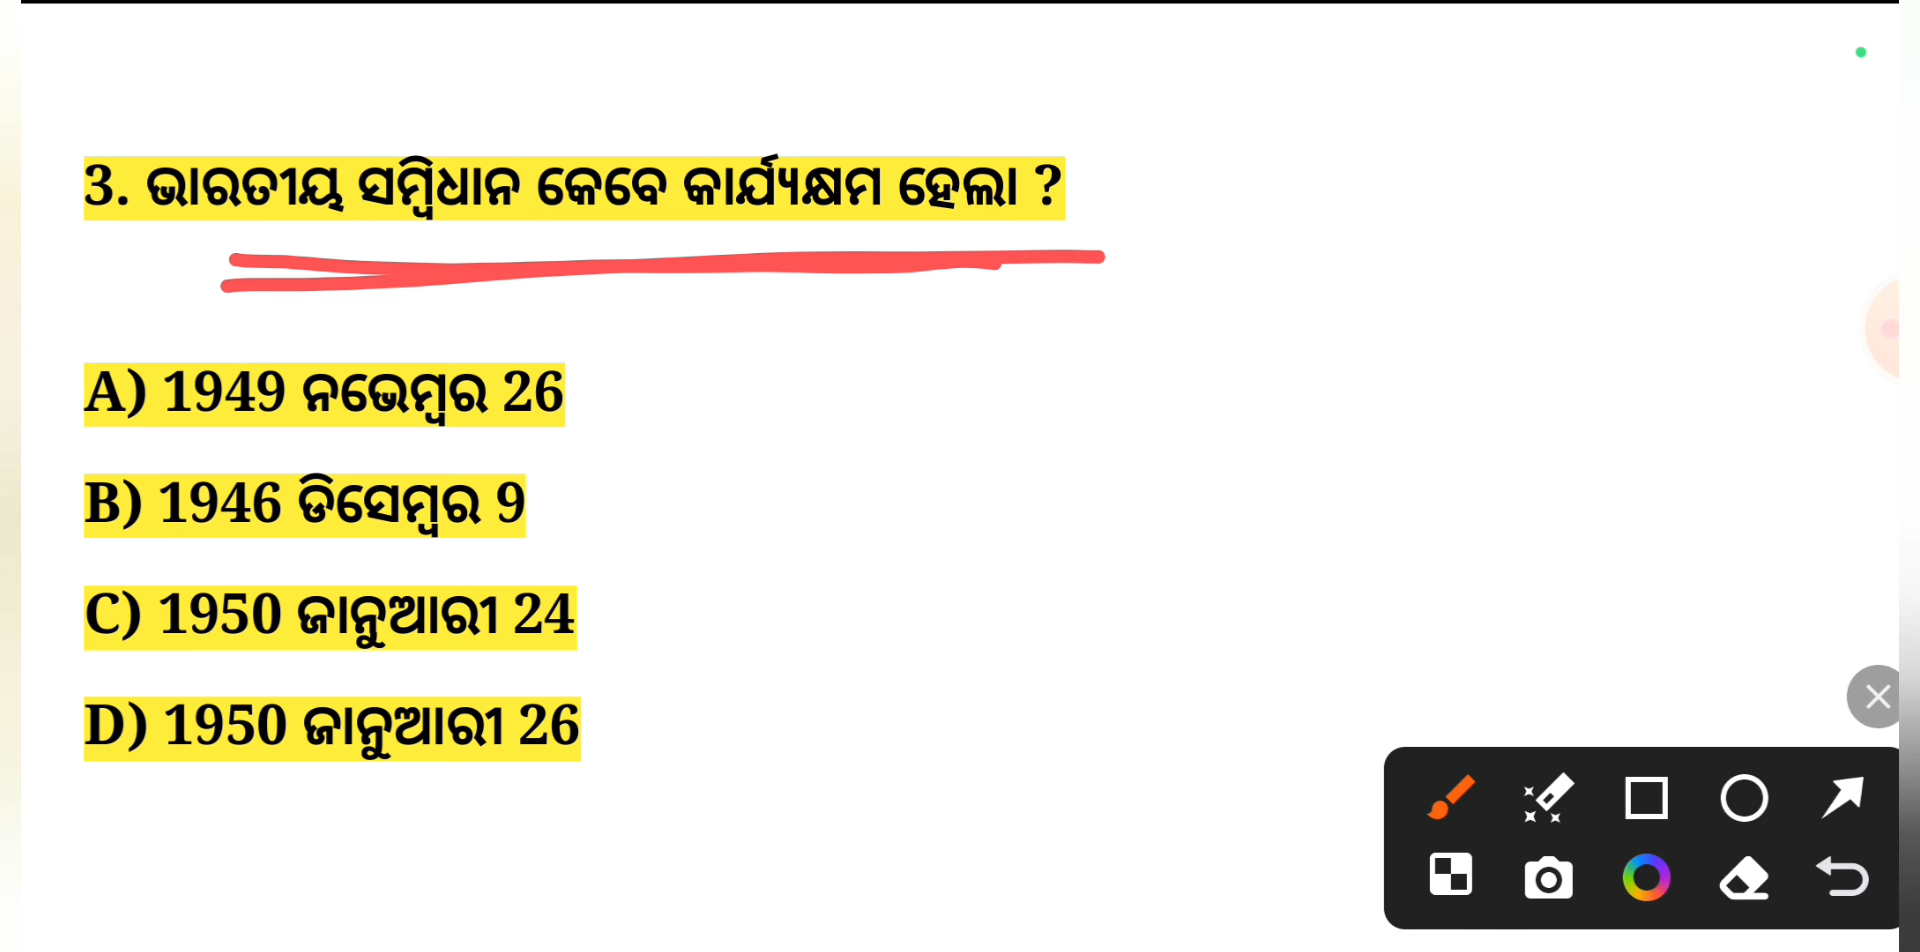 3. ଭାରତୀୟ ସମ୍ବିଧାନ କେବେ କାର୍ଯ୍ୟକ୍ଷମ ହେଲା ?
A) 1949 ନଭେମ୍ବର 26
B) 1946 ଡିସେମ୍ବର 9
C) 1950 ଜାନୁଆରୀ 24
D) 1950 ଜାନୁଆରୀ 26